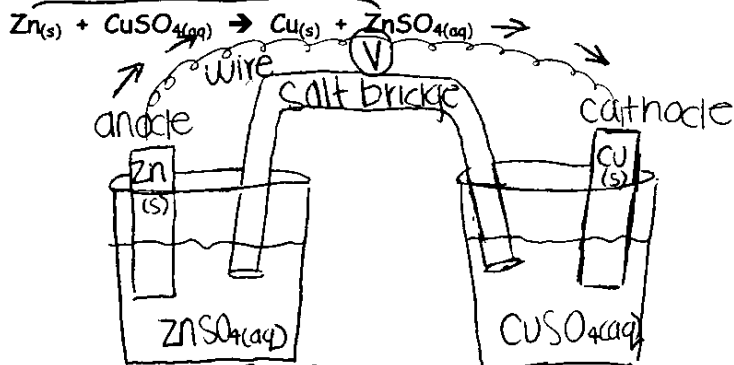 Zn(s) + CuSO4(aq) → Cu(s) + ZnSO4(aq)
V
wire
salt bridge
anode
cathode
Zn
(s)
Cu
(s)
ZnSO4(aq)
CuSO4(aq)